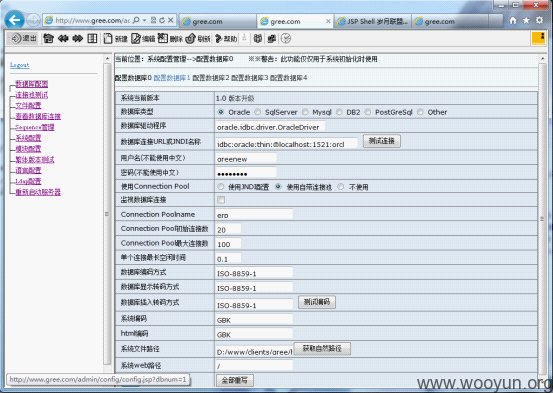 http://www.gree.com/ac
gree.com
gree.com
JSP Shell 岁月联盟...
gree.com
退出
新建
编辑
删除
刷新
帮助
Logout
当前位置：系统配置管理-->配置数据库0 ※※警告：此功能仅仅用于系统初始化时使用
配置数据库0 配置数据库1 配置数据库2 配置数据库3 配置数据库4
数据库配置
连接池测试
文件配置
查看数据库连接
Sequence管理
系统配置
模块配置
繁体版本测试
语言配置
Ldap配置
重新启动服务器
系统当前版本 1.0 版本升级
数据库类型 Oracle SqlServer Mysql DB2 PostGreSql Other
数据库驱动程序 oracle.jdbc.driver.OracleDriver
数据库连接URL或JNDI名称 jdbc:oracle:thin:@localhost:1521:orcl 测试连接
用户名(不能使用中文) greenew
密码(不能使用中文)
使用Connection Pool 使用JNDI配置 使用自带连接池 不使用
监视数据库连接
Connection Poolname erp
Connection Pool初始连接数 20
Connection Pool最大连接数 100
单个连接最长空闲时间 0.1
数据库编码方式 ISO-8859-1
数据库显示转码方式 ISO-8859-1
数据库插入转码方式 ISO-8859-1 测试编码
系统编码 GBK
html编码 GBK
系统文件路径 D:/www/clients/gree/ 获取自然路径
系统web路径 /
全部重写
http://www.gree.com/admin/config/config.jsp?dbnum=1
www.wooyun.org